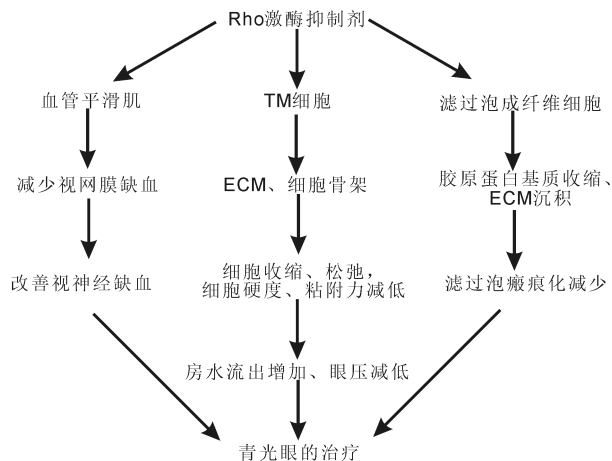 Rho激酶抑制剂
血管平滑肌
TM细胞
滤过泡成纤维细胞
减少视网膜缺血
ECM、细胞骨架
胶原蛋白基质收缩、
ECM沉积
改善视神经缺血
细胞收缩、松弛，
细胞硬度、粘附力减低
滤过泡瘢痕化减少
房水流出增加、眼压减低
青光眼的治疗